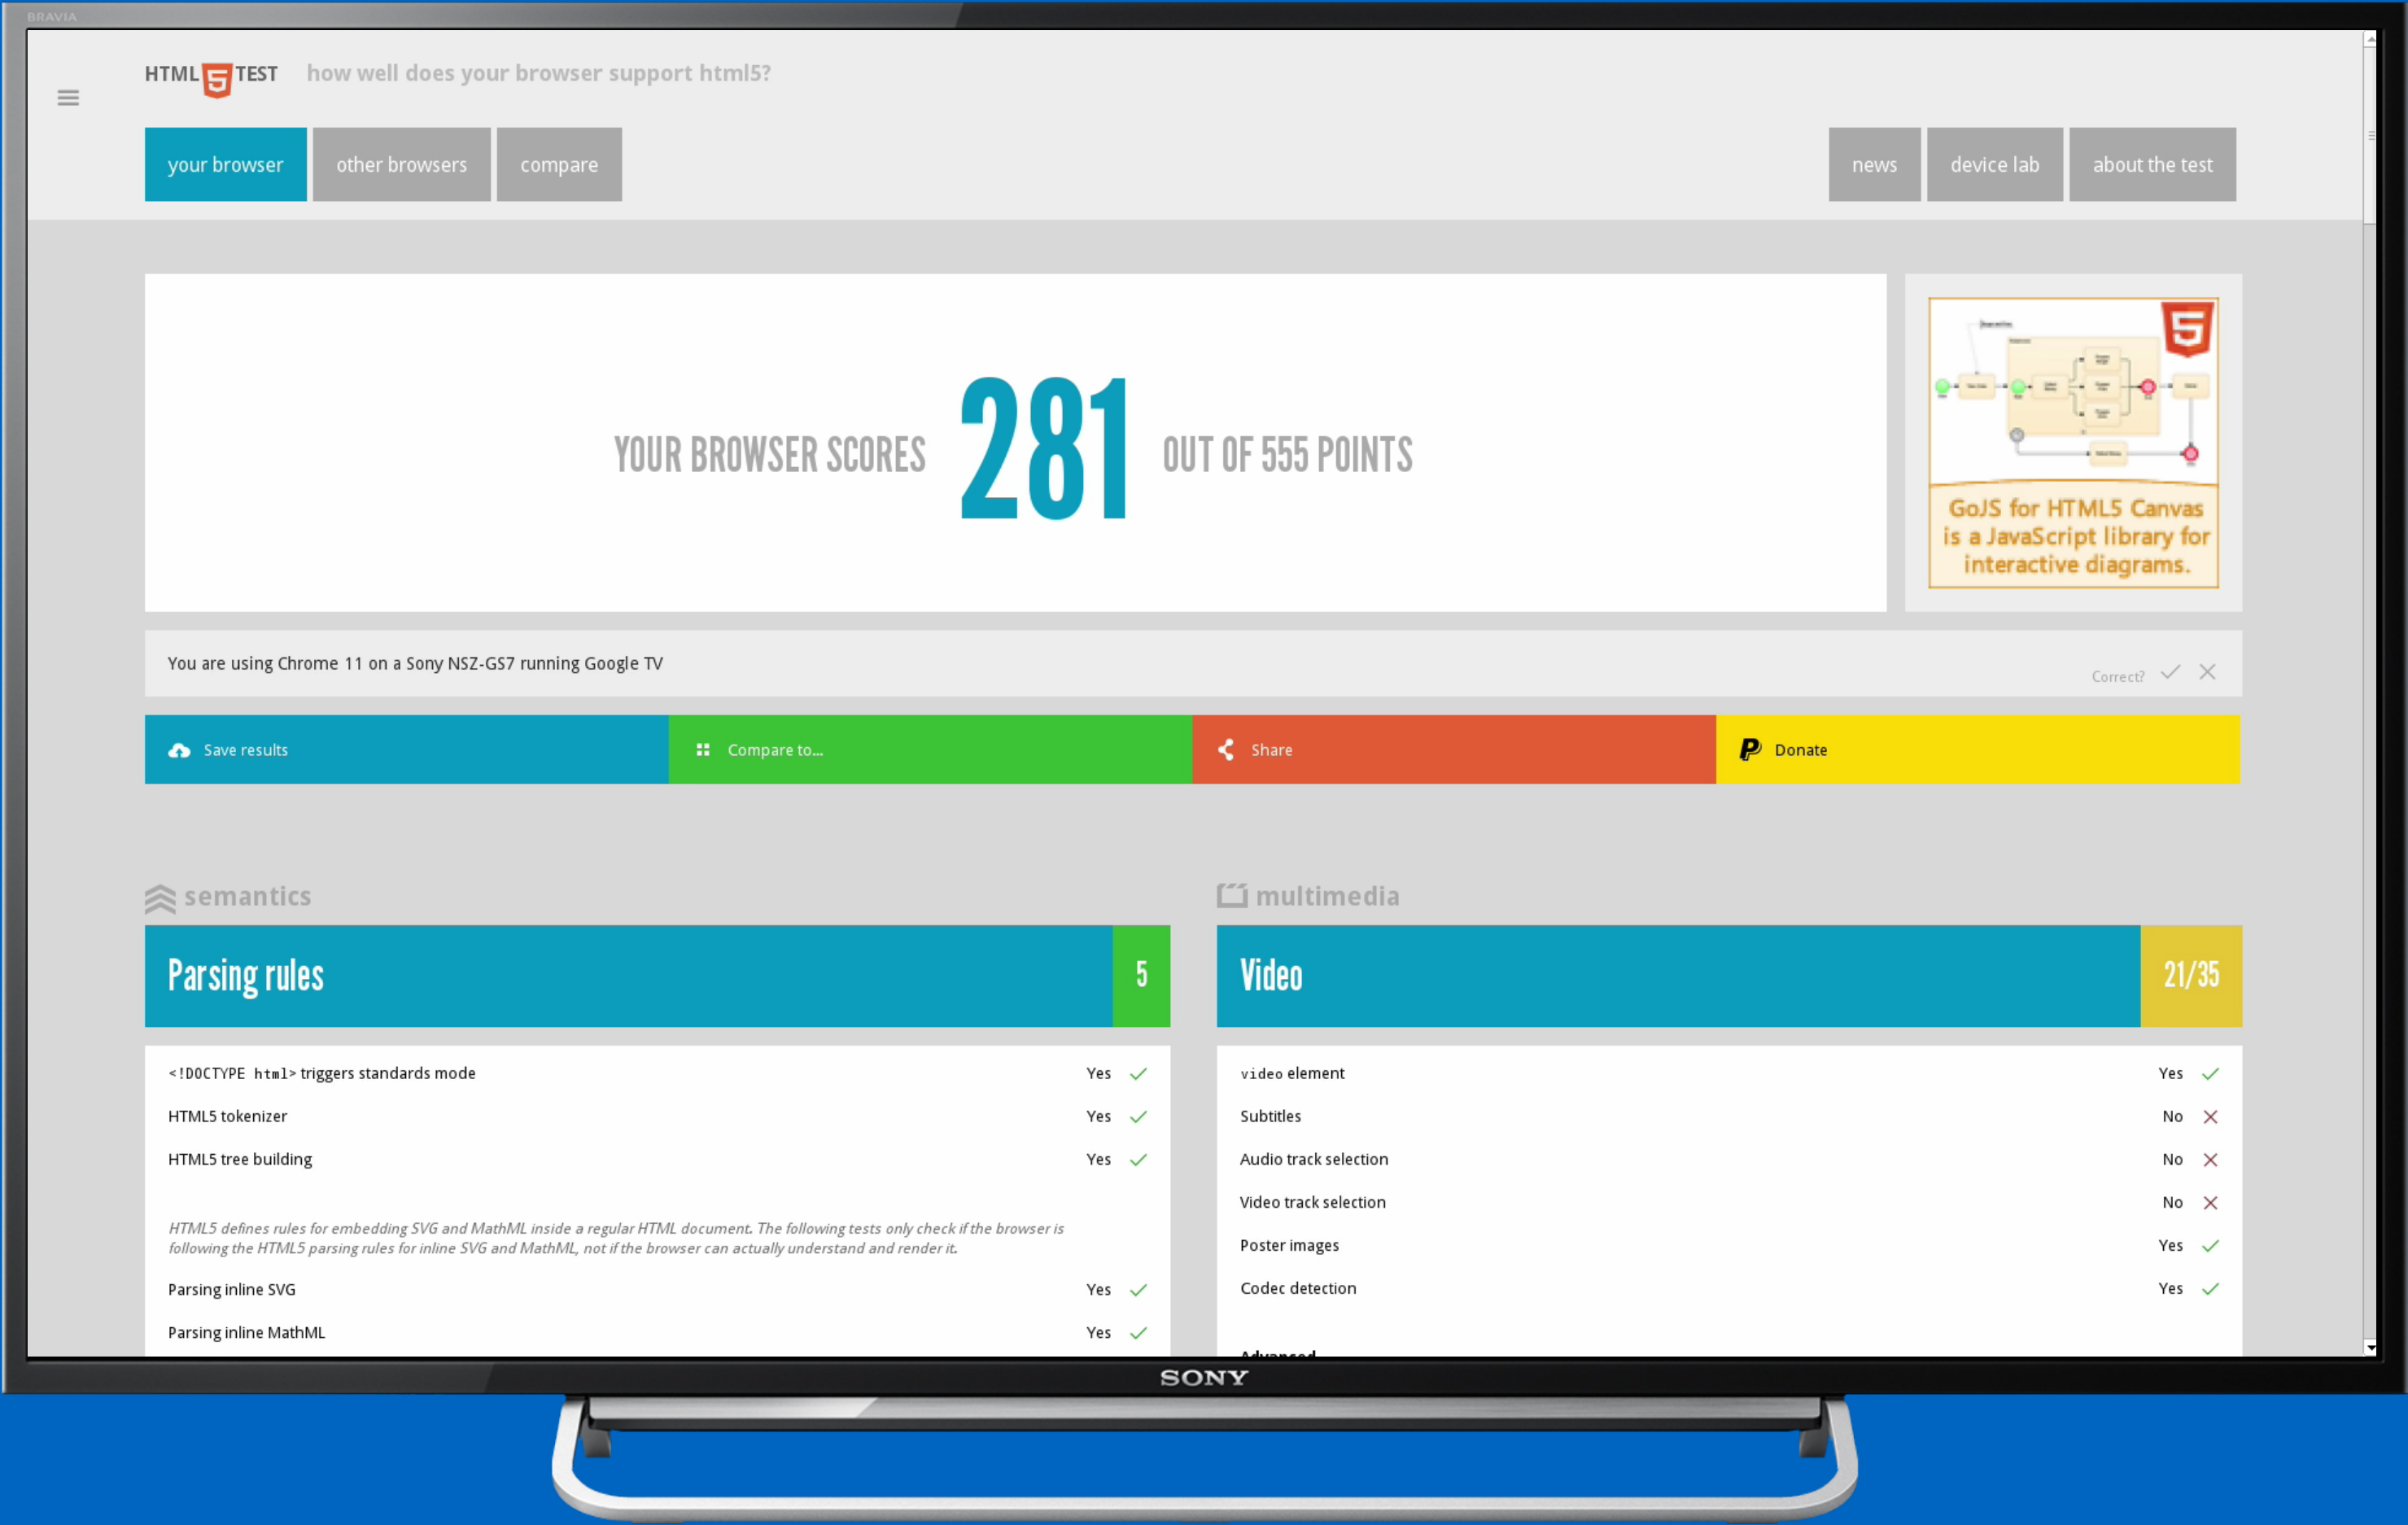 BRAVIA
HTML 5 TEST how well does your browser support html5?
your browser other browsers compare news device lab about the test
YOUR BROWSER SCORES 281 OUT OF 555 POINTS
GoJS for HTML5 Canvas
is a JavaScript library for
interactive diagrams.
You are using Chrome 11 on a Sony NSZ-GS7 running Google TV
Correct?
Save results Compare to... Share Donate
semantics
Parsing rules 5
<!DOCTYPE html> triggers standards mode Yes
HTML5 tokenizer Yes
HTML5 tree building Yes
HTML5 defines rules for embedding SVG and MathML inside a regular HTML document. The following tests only check if the browser is
following the HTML5 parsing rules for inline SVG and MathML, not if the browser can actually understand and render it.
Parsing inline SVG Yes
Parsing inline MathML Yes
multimedia
Video 21/35
video element Yes
Subtitles No
Audio track selection No
Video track selection No
Poster images Yes
Codec detection Yes
Advanced
SONY